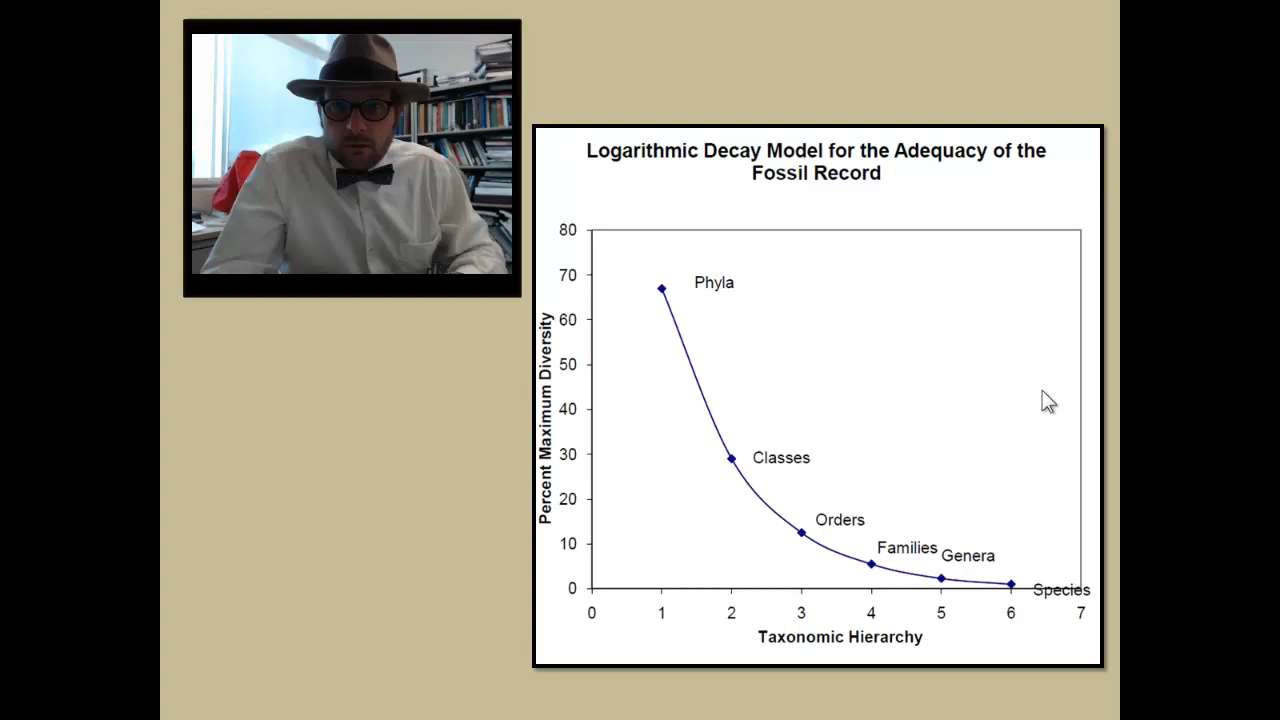 Logarithmic Decay Model for the Adequacy of the
Fossil Record
Percent Maximum Diversity
80
70
60
50
40
30
20
10
0
Phyla
Classes
Orders
Families
Genera
Species
0 1 2 3 4 5 6 7
Taxonomic Hierarchy